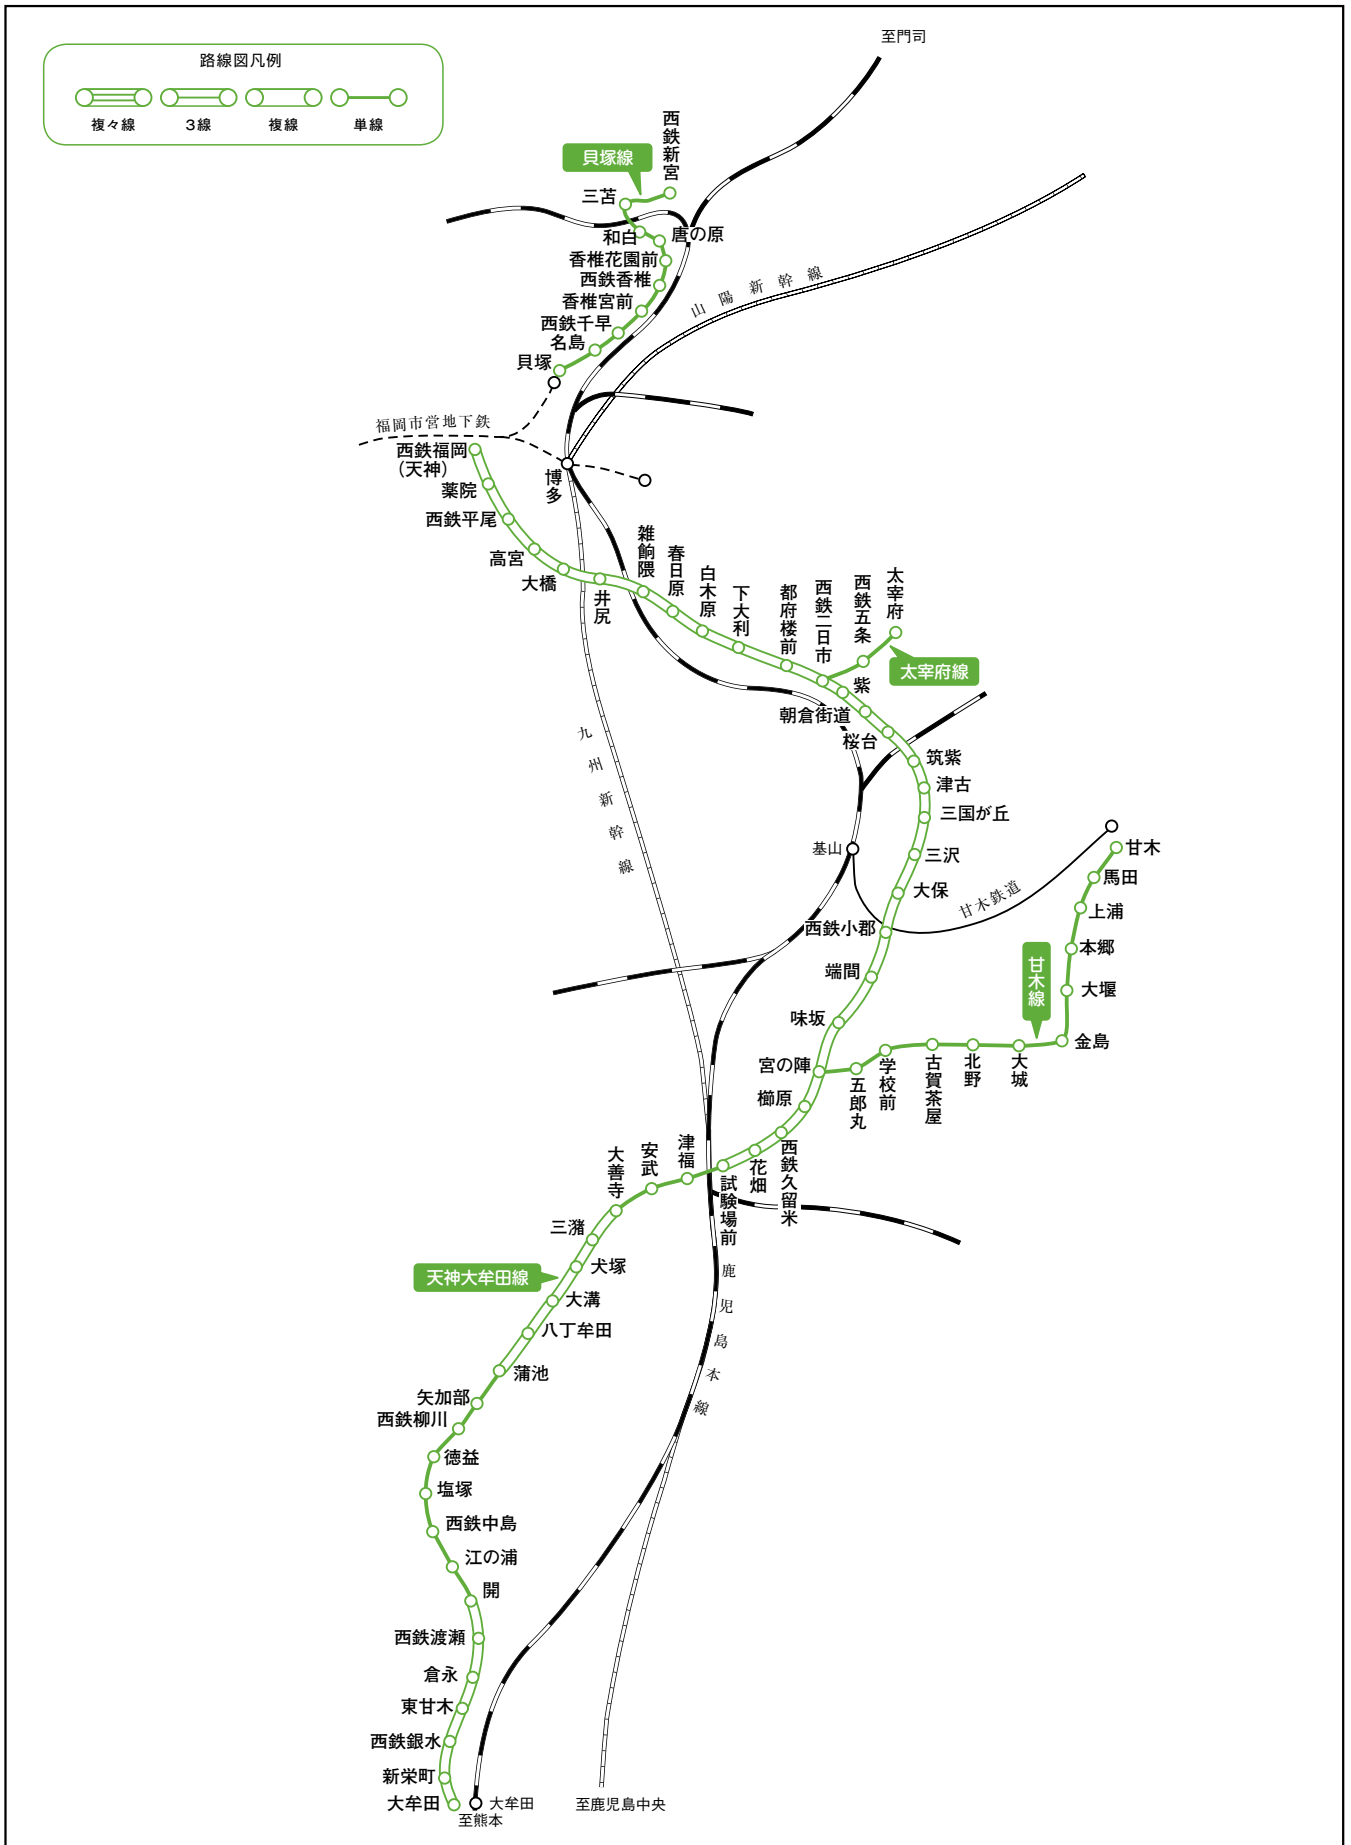 路線図凡例
複々線
3線
複線
単線
至門司
西鉄新宮
貝塚線
三苫
和白
唐の原
香椎花園前
西鉄香椎
香椎宮前
西鉄千早
名島
貝塚
山陽新幹線
福岡市営地下鉄
西鉄福岡
(天神)
薬院
西鉄平尾
高宮
大橋
博多
井尻
雑餉隈
春日原
白木原
下大利
都府楼前
西鉄二日市
西鉄五条
太宰府
太宰府線
紫
朝倉街道
桜台
筑紫
津古
三国が丘
三沢
大保
西鉄小郡
端間
味坂
宮の陣
櫛原
九州新幹線
基山
甘木鉄道
甘木
馬田
上浦
本郷
大堰
甘木線
金島
大城
北野
古賀茶屋
学校前
五郎丸
西鉄久留米
花畑
試験場前
津福
安武
大善寺
三潴
犬塚
天神大牟田線
大溝
八丁牟田
蒲池
鹿児島本線
矢加部
西鉄柳川
徳益
塩塚
西鉄中島
江の浦
開
西鉄渡瀬
倉永
東甘木
西鉄銀水
新栄町
大牟田
大牟田
至熊本
至鹿児島中央